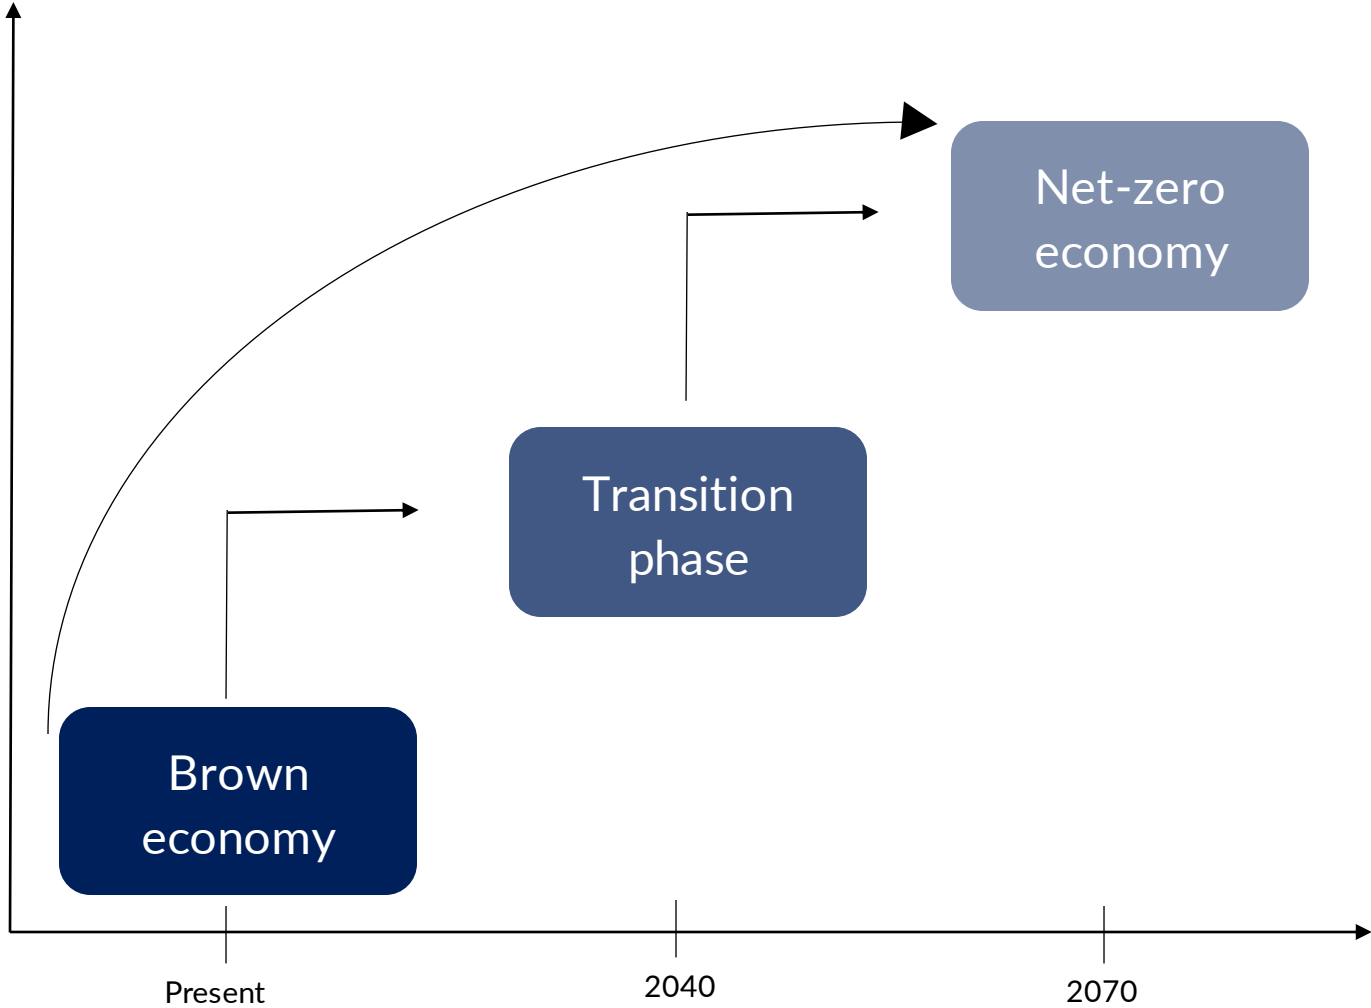 Net-zero
economy
Transition
phase
Brown
economy
Present
2040
2070